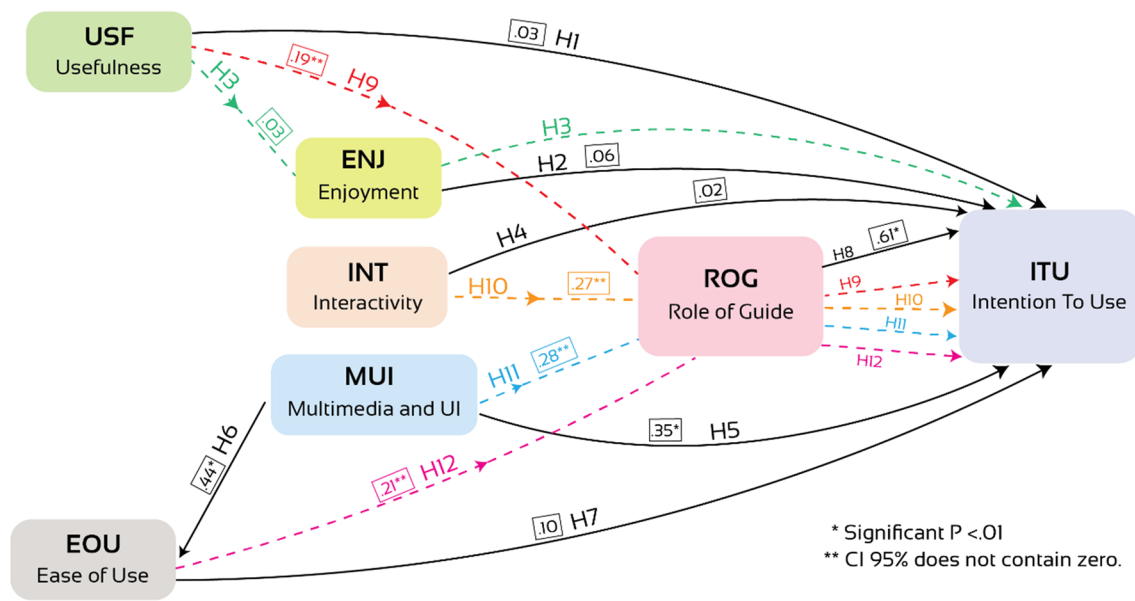 USF
Usefulness
.03 H1
.19** H9
H3
.03
ENJ
Enjoyment
H3
H2 .06
.02
H4
INT
Interactivity
H10 .27**
ROG
Role of Guide
H8 .61*
H9
H10
H11
H12
ITU
Intention To Use
MUI
Multimedia and UI
H11 .28**
.35* H5
.44* H6
.21** H12
EOU
Ease of Use
.10 H7
* Significant P <.01
** CI 95% does not contain zero.